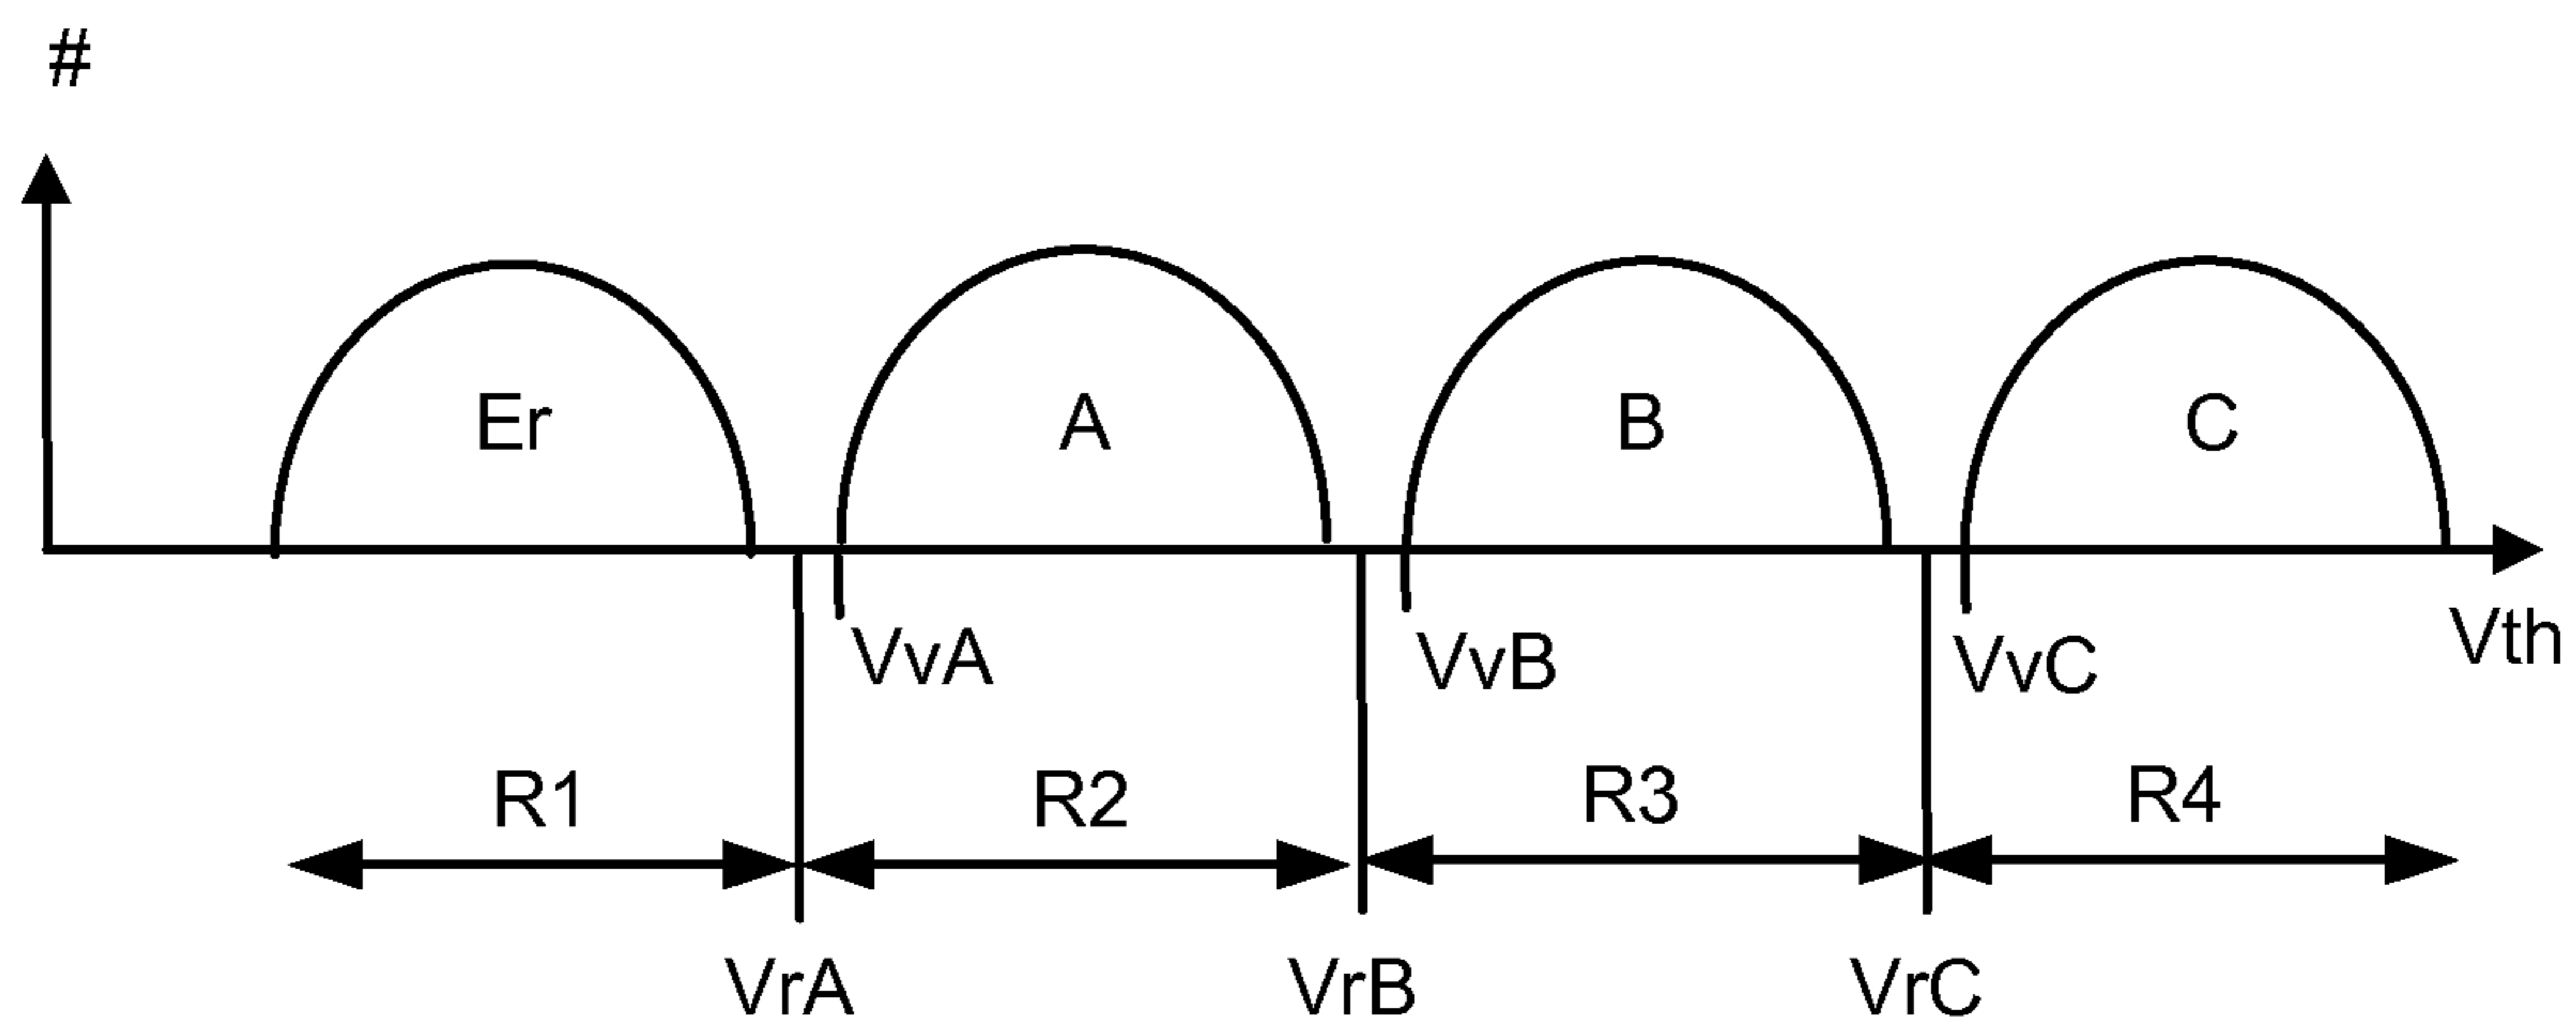 #
Er A B C
VvA VvB VvC Vth
R1 R2 R3 R4
VrA VrB VrC